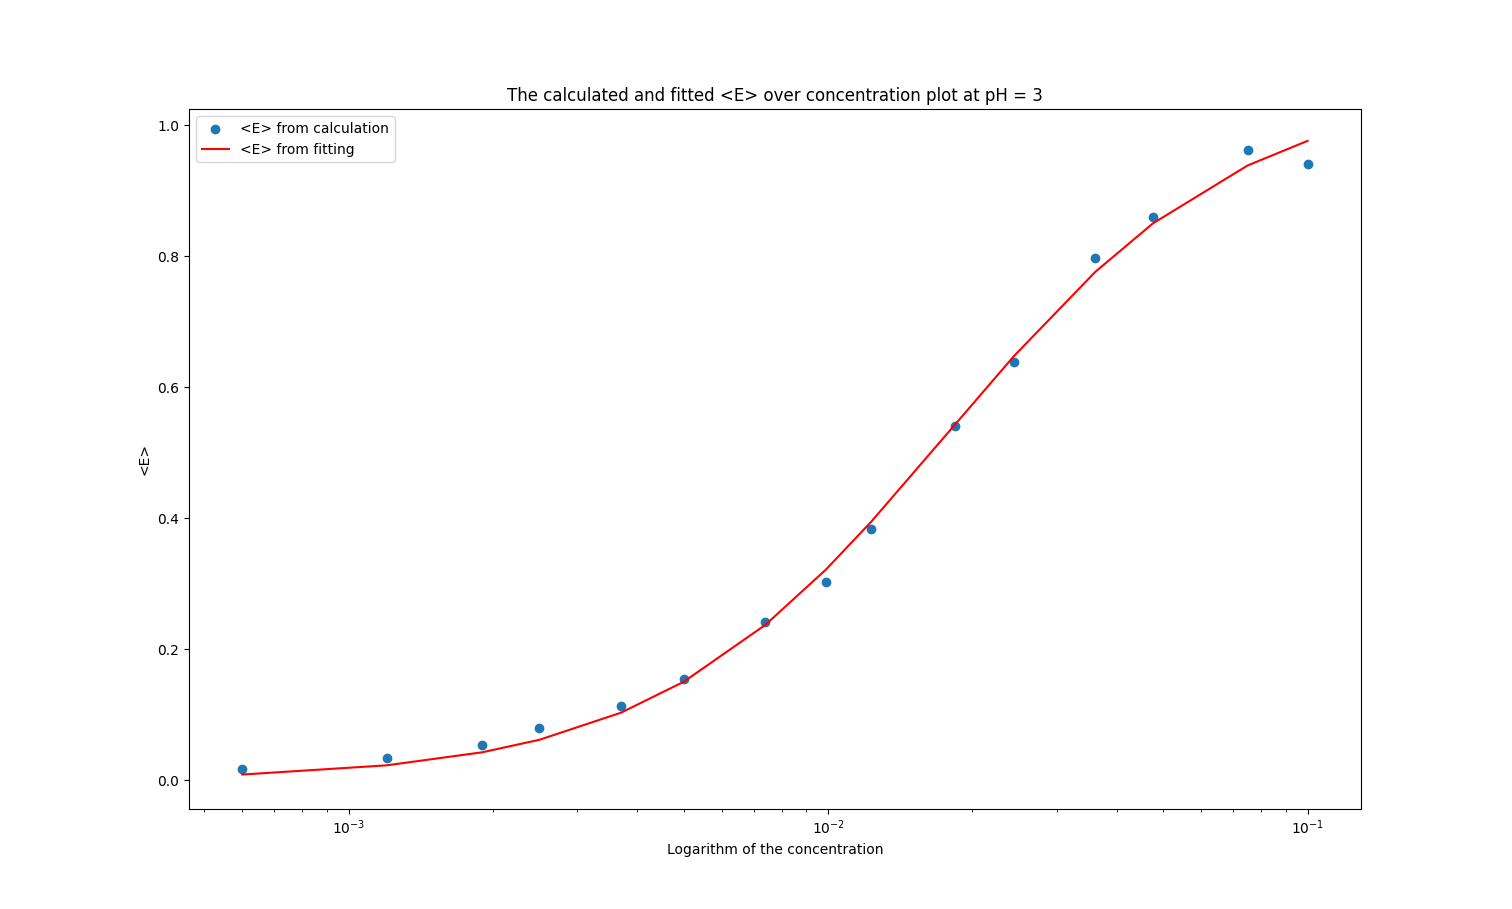 The calculated and fitted <E> over concentration plot at pH = 3
<E> from calculation
<E> from fitting
1.0
0.8
0.6
0.4
0.2
0.0
<E>
10⁻³
10⁻²
10⁻¹
Logarithm of the concentration